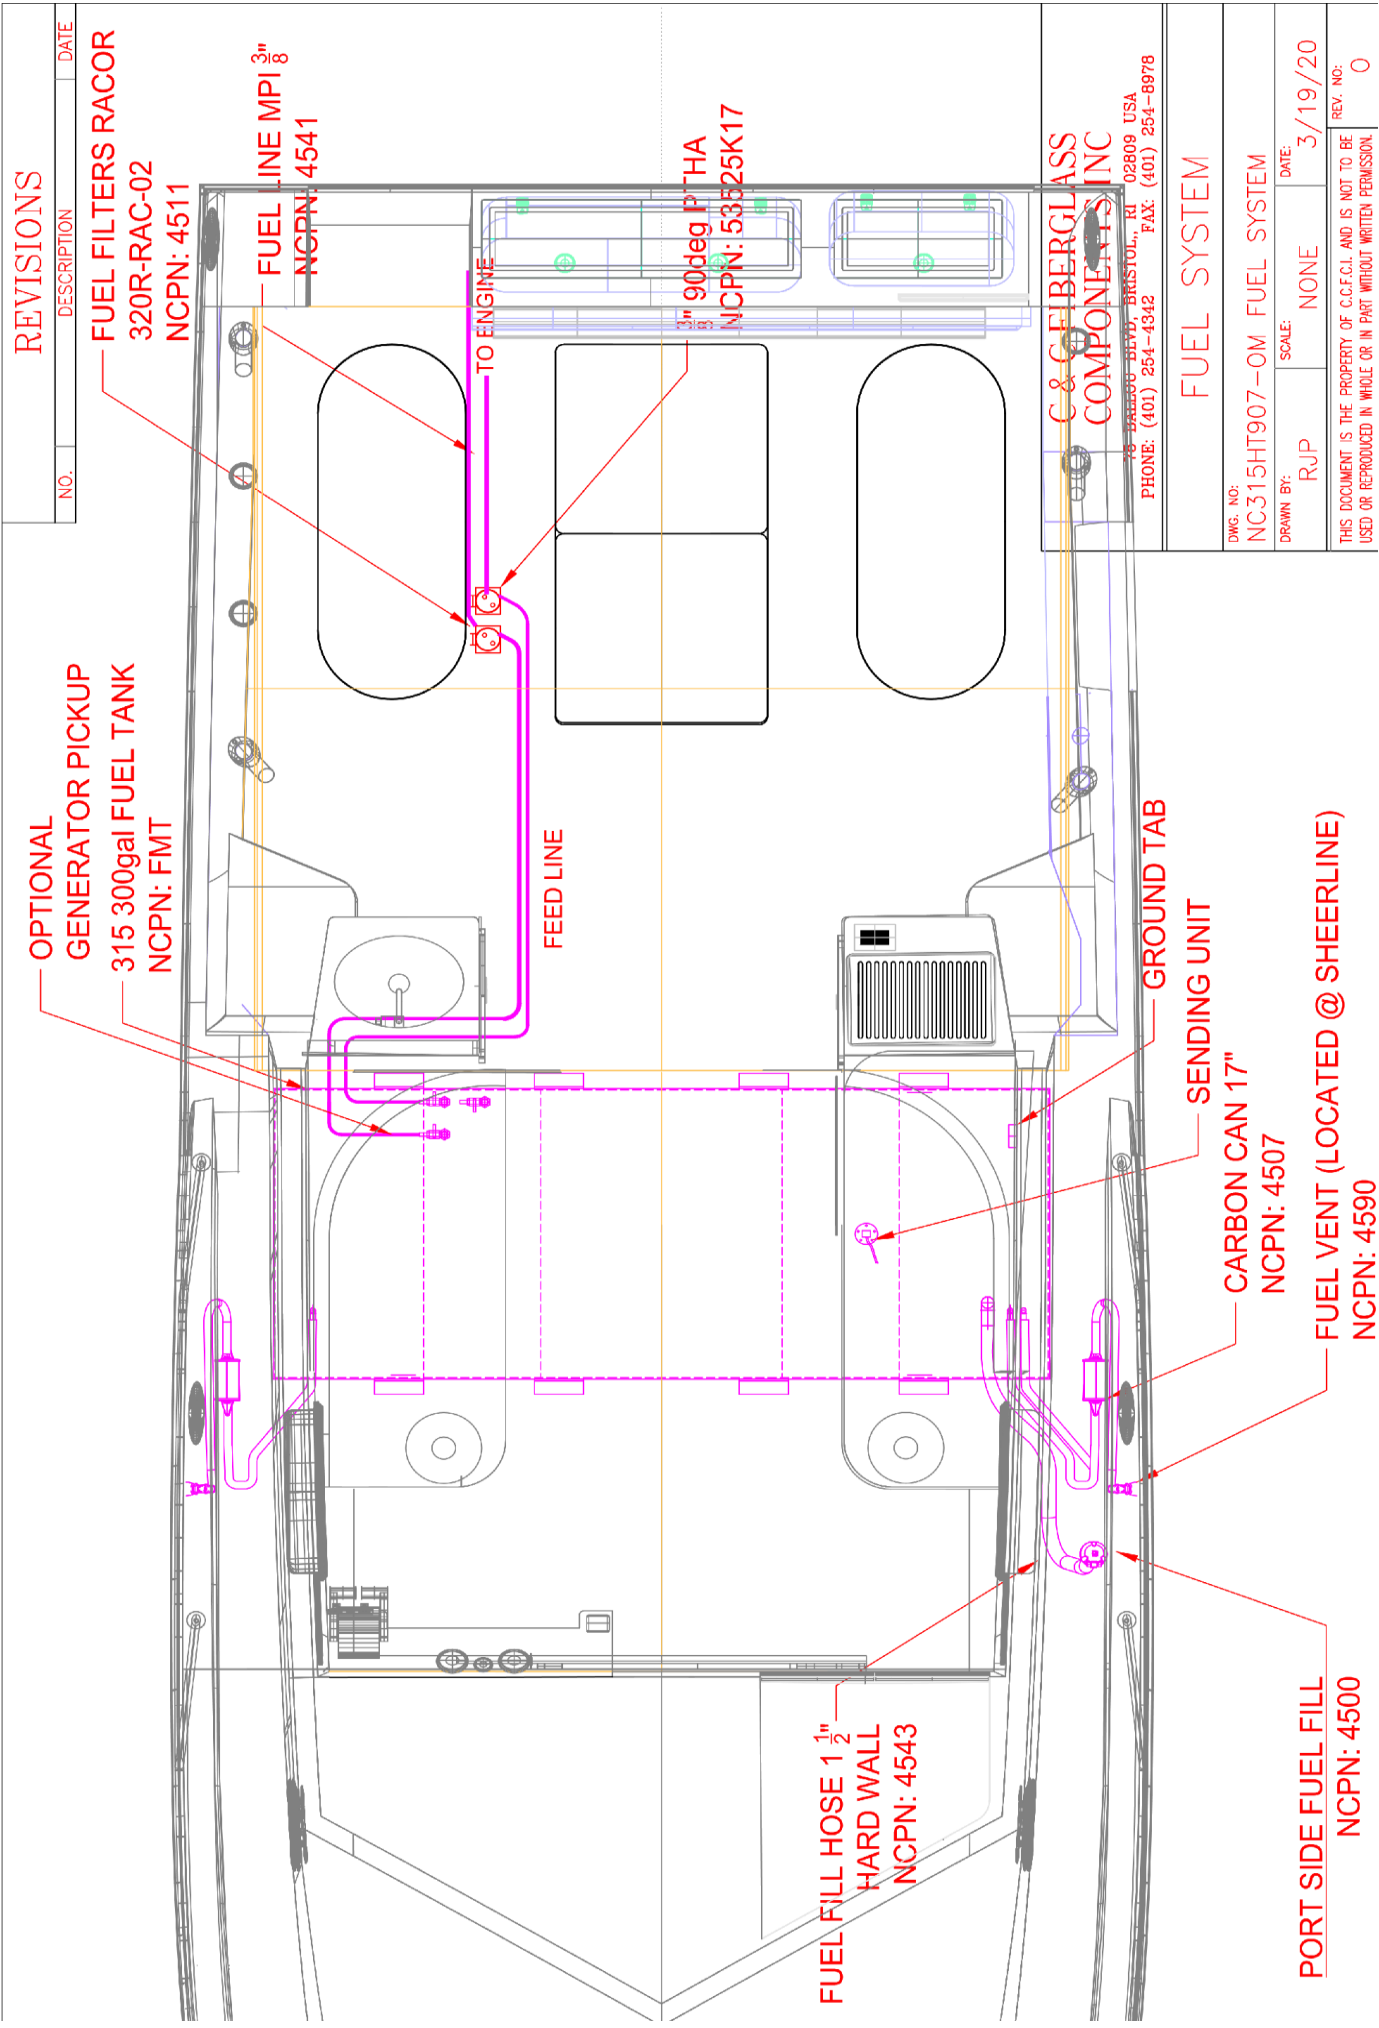 REVISIONS
NO. DESCRIPTION DATE
FUEL FILTERS RACOR
320R-RAC-02
NCPN: 4511
FUEL LINE MPI 3/8"
NCPN: 4541
OPTIONAL
GENERATOR PICKUP
315 300gal FUEL TANK
NCPN: FMT
TO ENGINE
FEED LINE
3/8" 90deg PTHA
NCPN: 53525K17
GROUND TAB
SENDING UNIT
CARBON CAN 17"
NCPN: 4507
FUEL VENT (LOCATED @ SHEERLINE)
NCPN: 4590
FUEL FILL HOSE 1 1/2"
HARD WALL
NCPN: 4543
PORT SIDE FUEL FILL
NCPN: 4500
C & C FIBERGLASS
COMPONENTS INC
BALLOU BLVD, BRISTOL, RI 02809 USA
PHONE: (401) 254-4342 FAX: (401) 254-8978
FUEL SYSTEM
DWG. NO:
NC315HT907-OM FUEL SYSTEM
DRAWN BY: RJP SCALE: NONE DATE: 3/19/20
THIS DOCUMENT IS THE PROPERTY OF C.C.F.C.I. AND IS NOT TO BE
USED OR REPRODUCED IN WHOLE OR IN PART WITHOUT WRITTEN PERMISSION.
REV. NO: O